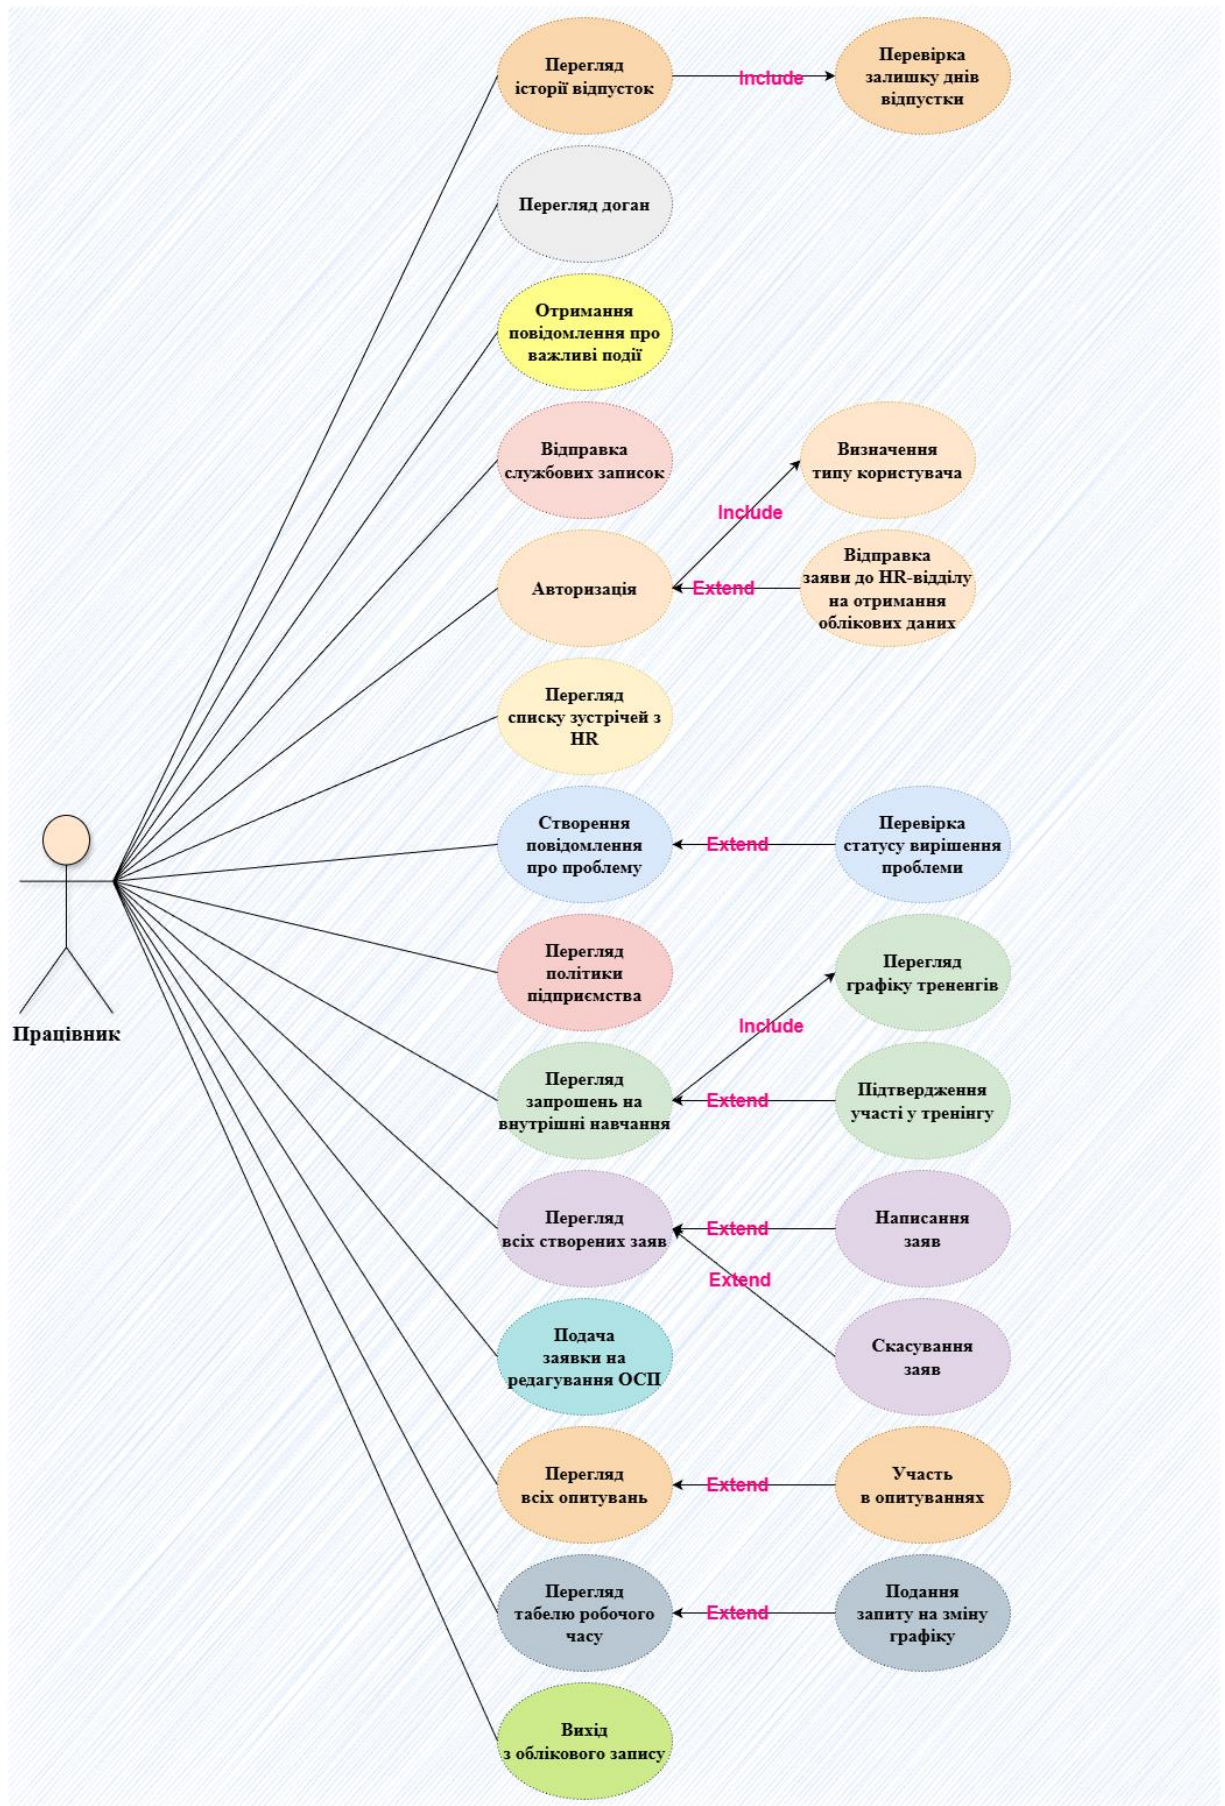 Перегляд
історії відпусток
Include
Перевірка
залишку днів
відпустки
Перегляд доган
Отримання
повідомлення про
важливі події
Відправка
службових записок
Визначення
типу користувача
Include
Авторизація
Extend
Відправка
заяви до HR-відділу
на отримання
облікових даних
Перегляд
списку зустрічей з
HR
Створення
повідомлення
про проблему
Extend
Перевірка
статусу вирішення
проблеми
Працівник
Перегляд
політики
підприємства
Перегляд
графіку трененгів
Include
Перегляд
запрошень на
внутрішні навчання
Extend
Підтвердження
участі у тренінгу
Перегляд
всіх створених заяв
Extend
Написання
заяв
Extend
Подача
заявки на
редагування ОСП
Скасування
заяв
Перегляд
всіх опитувань
Extend
Участь
в опитуваннях
Перегляд
табелю робочого
часу
Extend
Подання
запиту на зміну
графіку
Вихід
з облікового запису